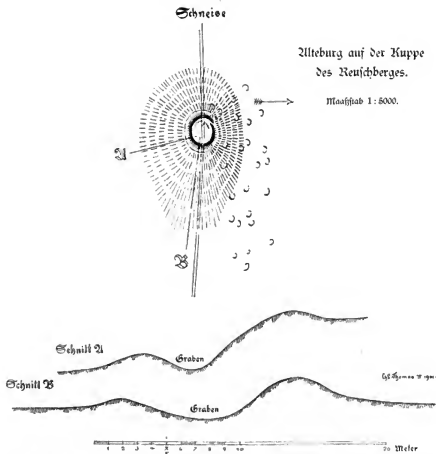 Schneise
Alteburg auf der Kuppe
des Reuschberges.
Maaßstab 1:5000.
A
B
Schnitt A
Graben
Schnitt B
Graben
1 2 3 4 5 6 7 8 9 10 20 Meter